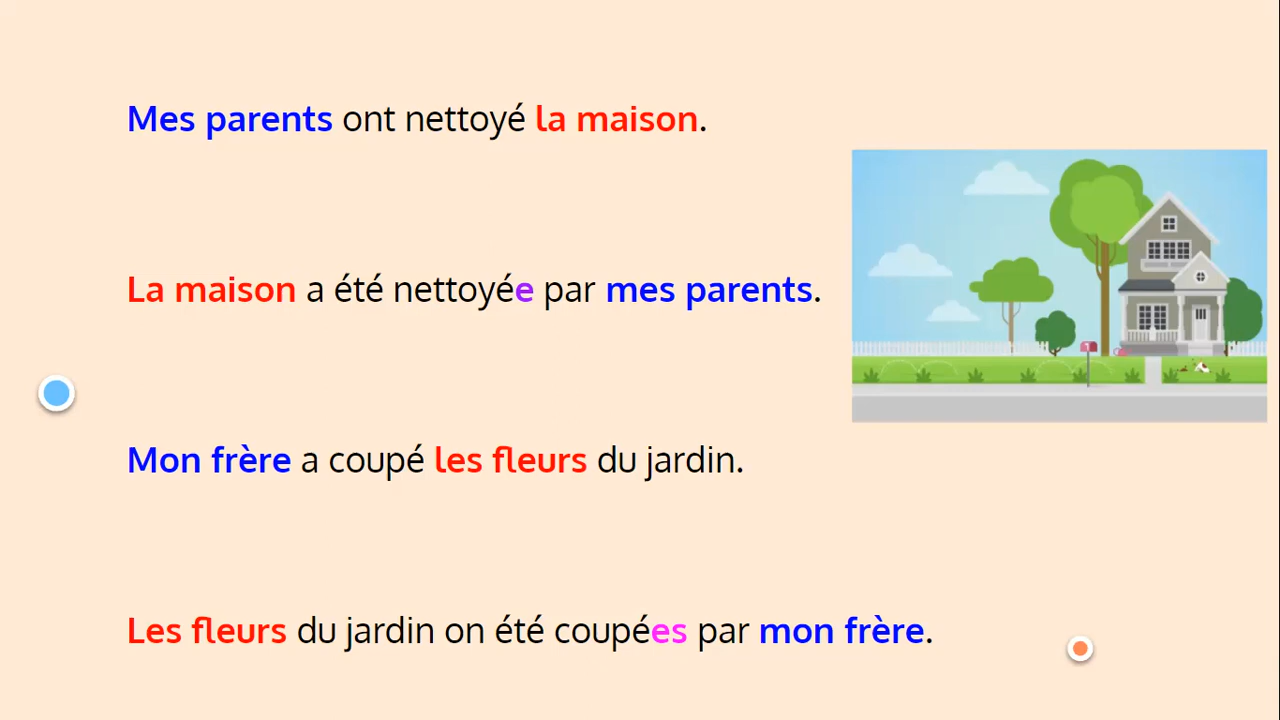 Mes parents ont nettoyé la maison.
La maison a été nettoyée par mes parents.
Mon frère a coupé les fleurs du jardin.
Les fleurs du jardin on été coupées par mon frère.